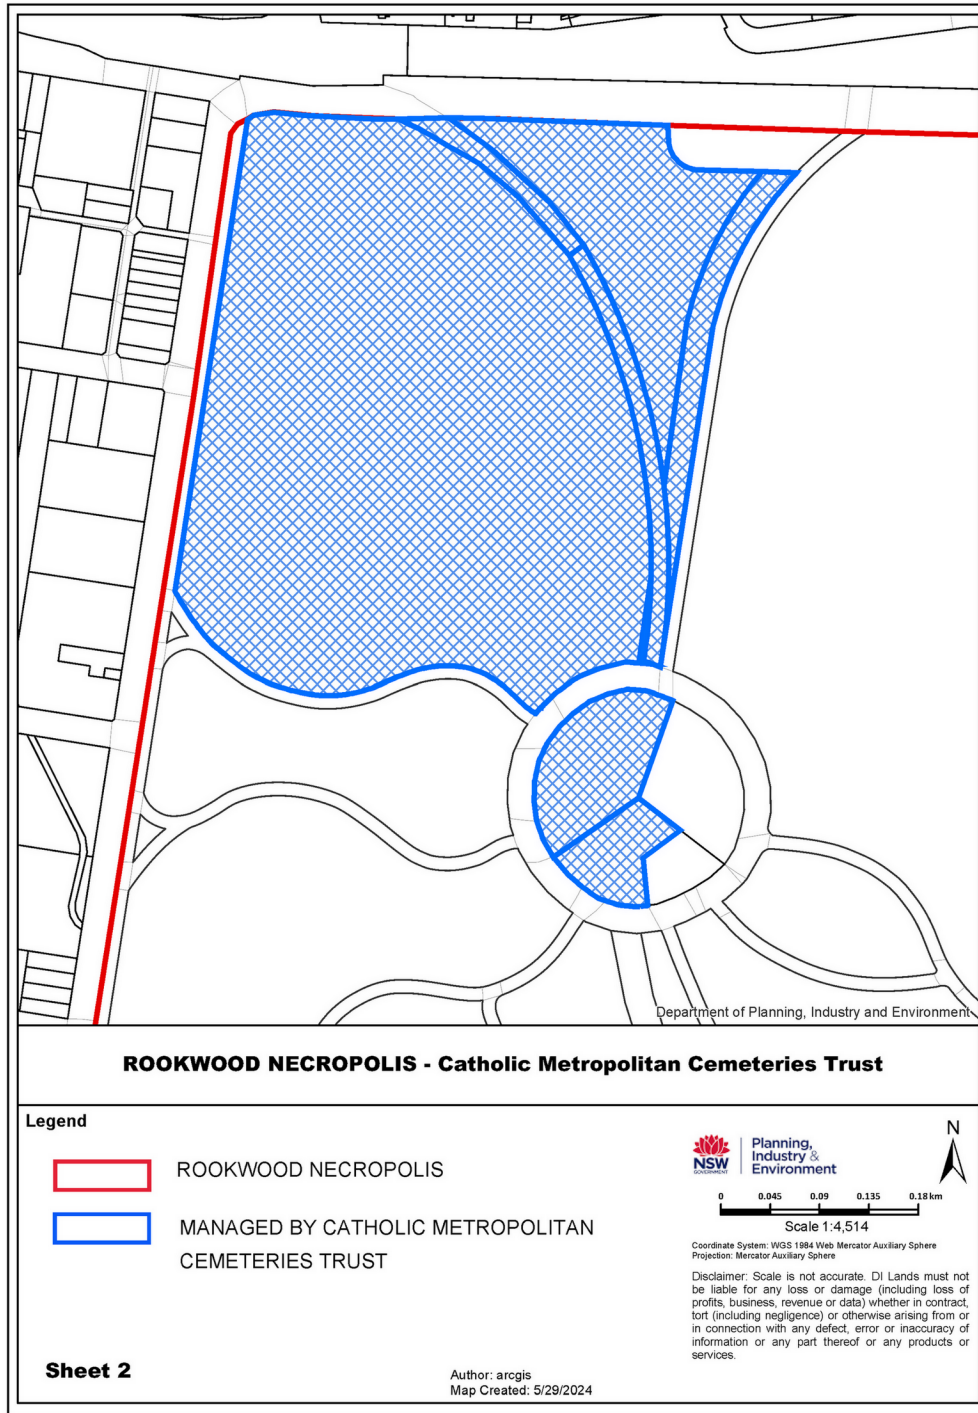 Department of Planning, Industry and Environment
ROOKWOOD NECROPOLIS - Catholic Metropolitan Cemeteries Trust
Legend
ROOKWOOD NECROPOLIS
MANAGED BY CATHOLIC METROPOLITAN
CEMETERIES TRUST
Sheet 2
Author: arcgis
Map Created: 5/29/2024
NSW
GOVERNMENT
Planning,
Industry &
Environment
N
0 0.045 0.09 0.135 0.18 km
Scale 1:4,514
Coordinate System: WGS 1984 Web Mercator Auxiliary Sphere
Projection: Mercator Auxiliary Sphere
Disclaimer: Scale is not accurate. DI Lands must not
be liable for any loss or damage (including loss of
profits, business, revenue or data) whether in contract,
tort (including negligence) or otherwise arising from or
in connection with any defect, error or inaccuracy of
information or any part thereof or any products or
services.